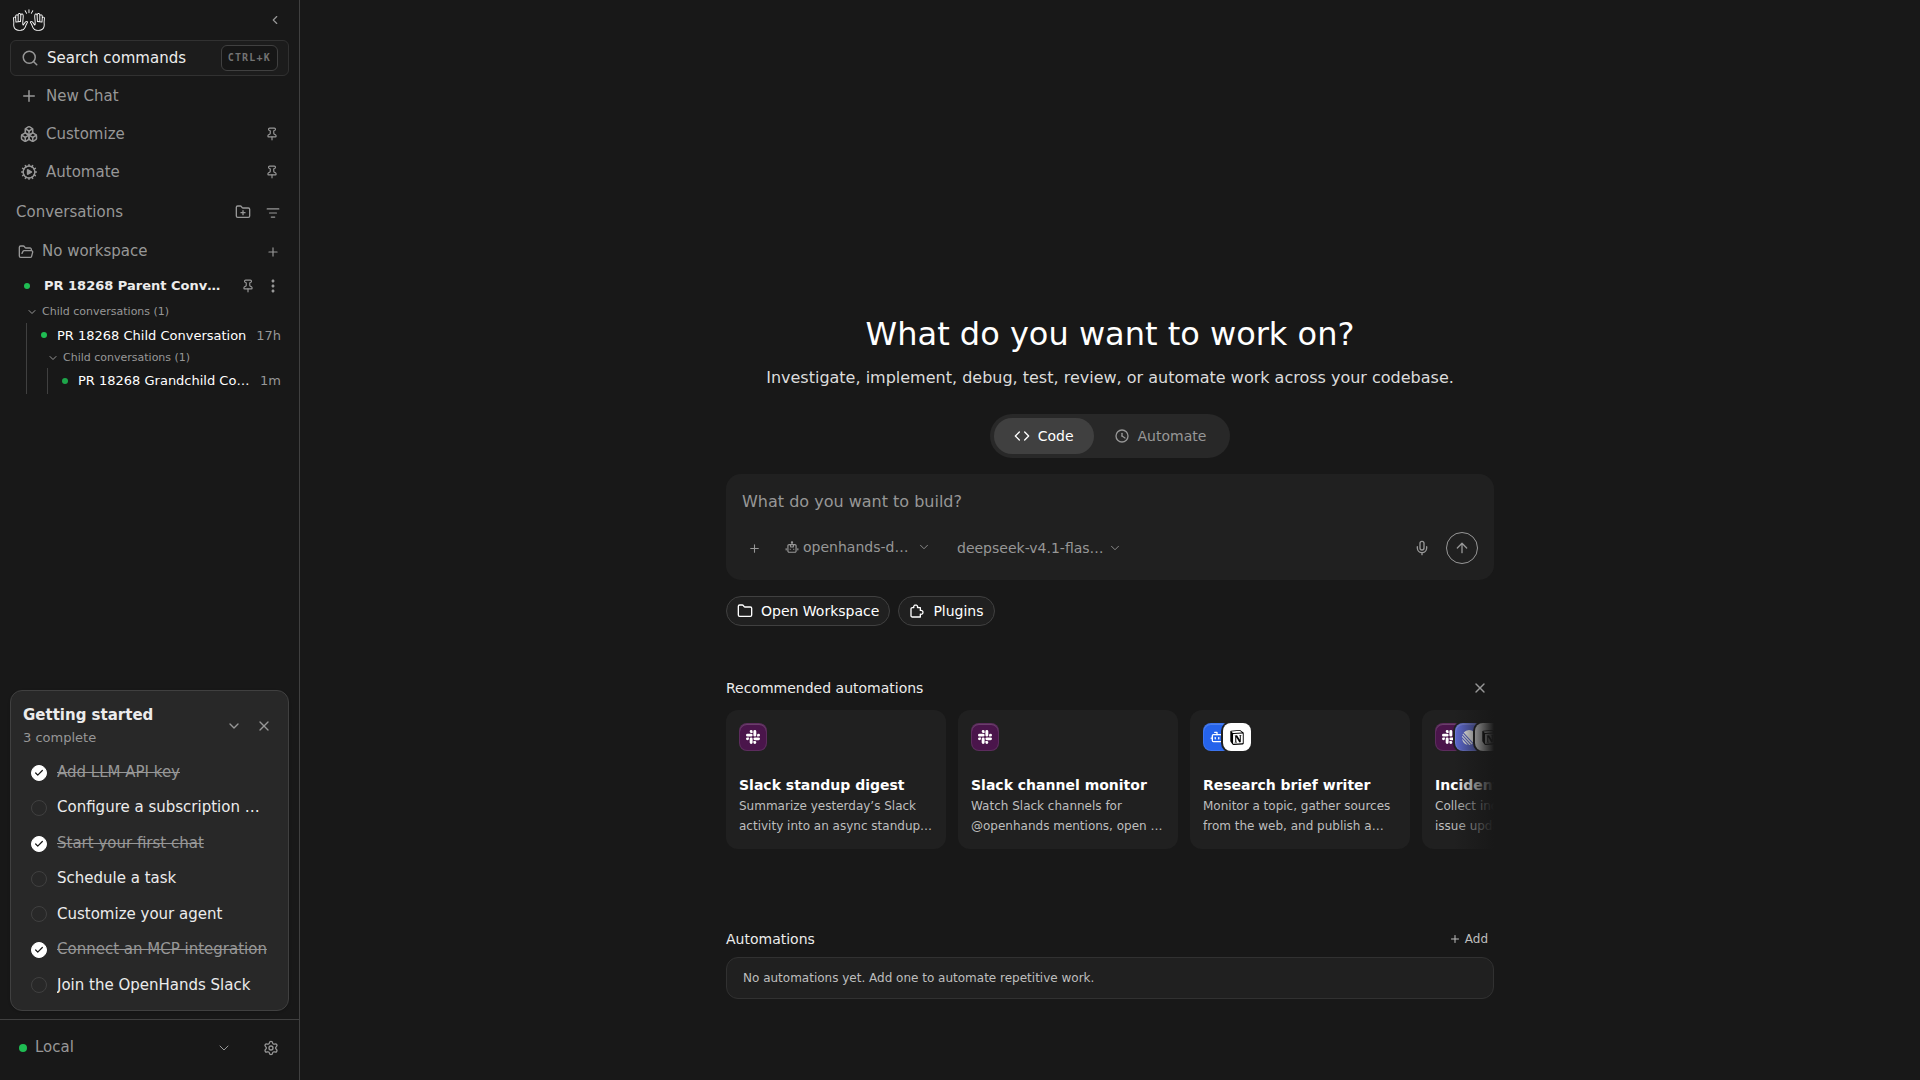 Search commands CTRL+K
New Chat
Customize
Automate
Conversations
No workspace
PR 18268 Parent Conv...
Child conversations (1)
PR 18268 Child Conversation 17h
Child conversations (1)
PR 18268 Grandchild Co... 1m
Getting started
3 complete
Add LLM API key
Configure a subscription ...
Start your first chat
Schedule a task
Customize your agent
Connect an MCP integration
Join the OpenHands Slack
Local
What do you want to work on?
Investigate, implement, debug, test, review, or automate work across your codebase.
Code Automate
What do you want to build?
openhands-d... deepseek-v4.1-flas...
Open Workspace Plugins
Recommended automations
Slack standup digest
Summarize yesterday’s Slack
activity into an async standup...
Slack channel monitor
Watch Slack channels for
@openhands mentions, open ...
Research brief writer
Monitor a topic, gather sources
from the web, and publish a...
Inciden
Collect in
issue upd
Automations + Add
No automations yet. Add one to automate repetitive work.